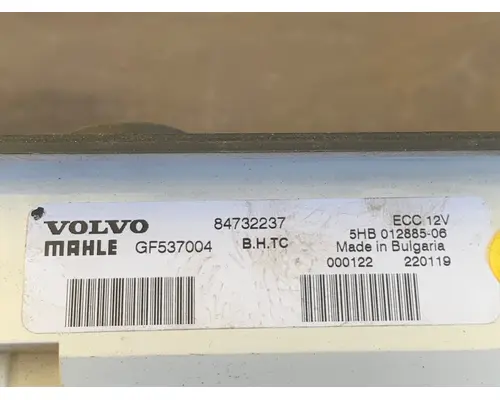 VOLVO 84732237 ECC 12V
MAHLE GF537004 B.H.TC 5HB 012885-06
Made in Bulgaria
000122 220119